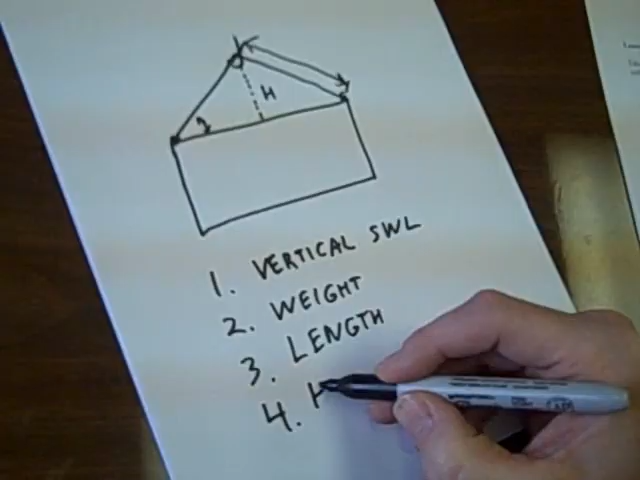 H
1. VERTICAL SWL
2. WEIGHT
3. LENGTH
4. H